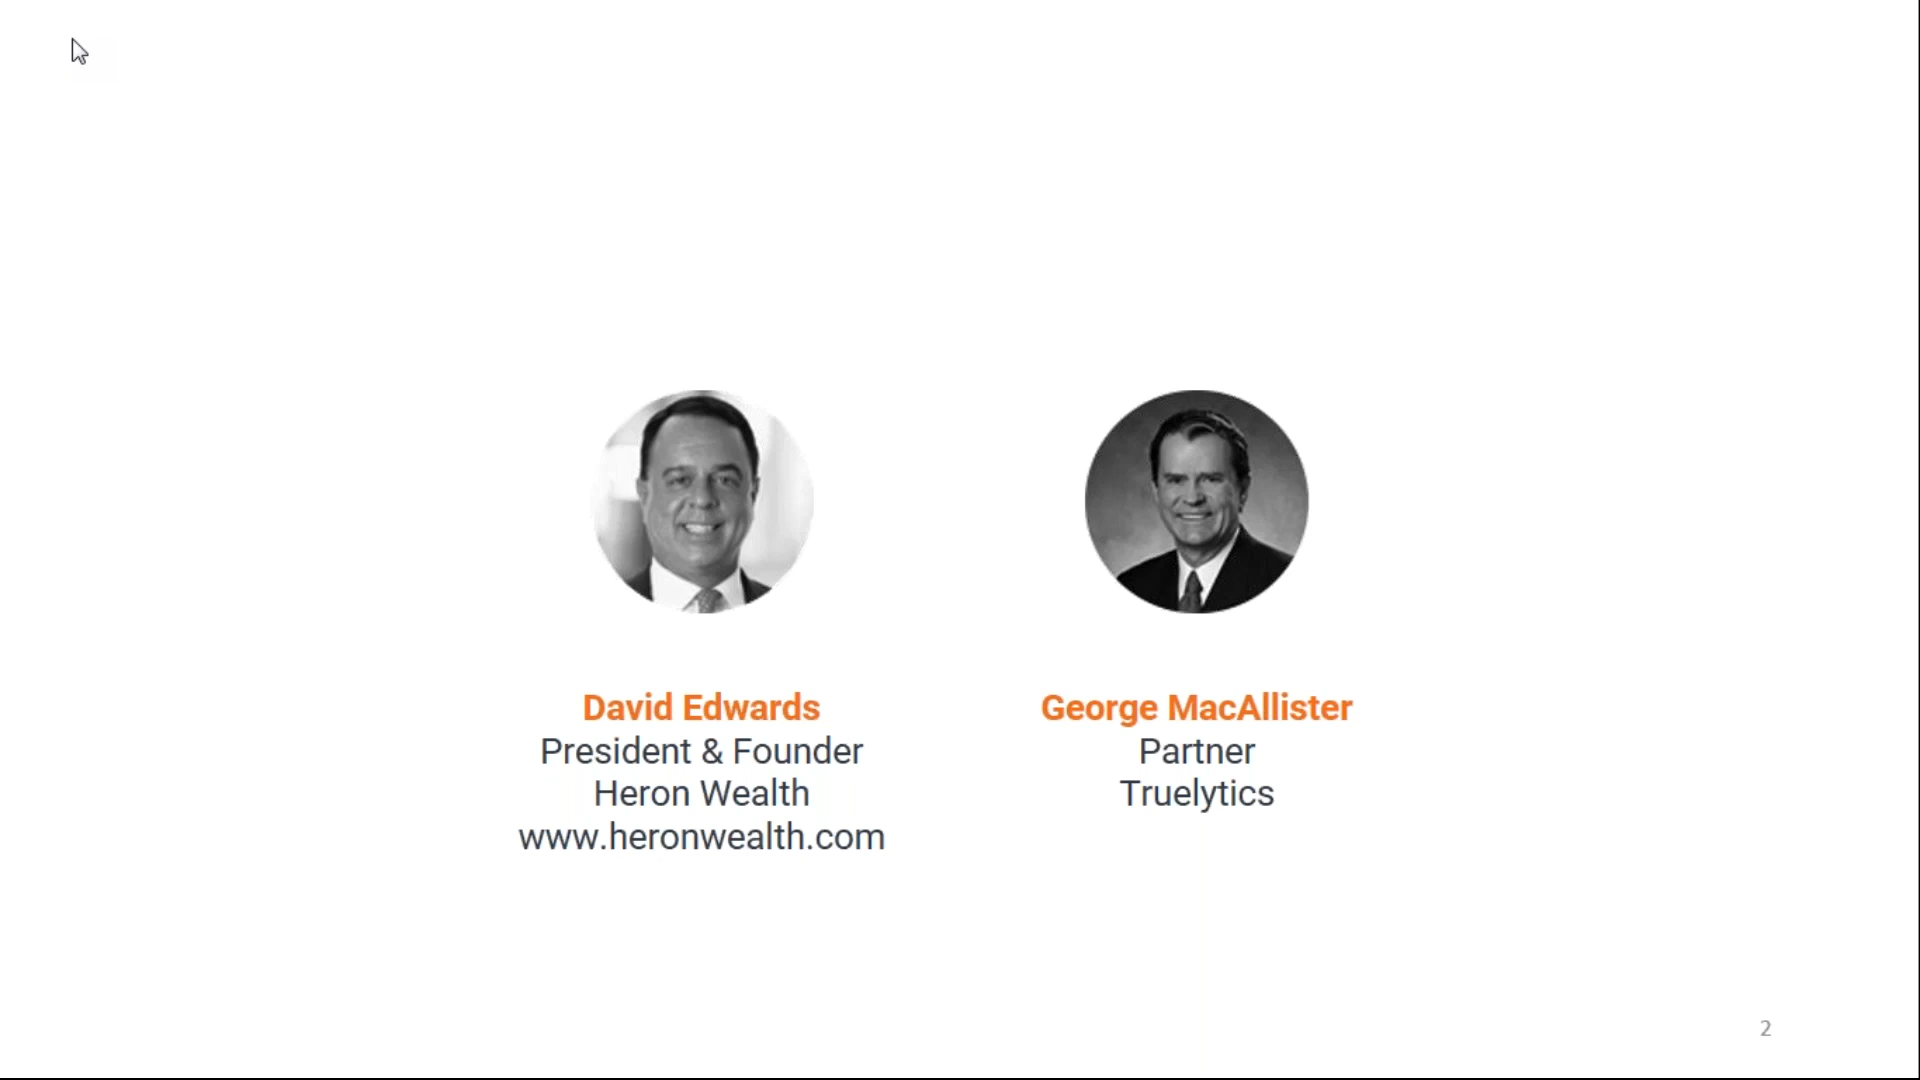 David Edwards
President & Founder
Heron Wealth
www.heronwealth.com
George MacAllister
Partner
Truelytics
2